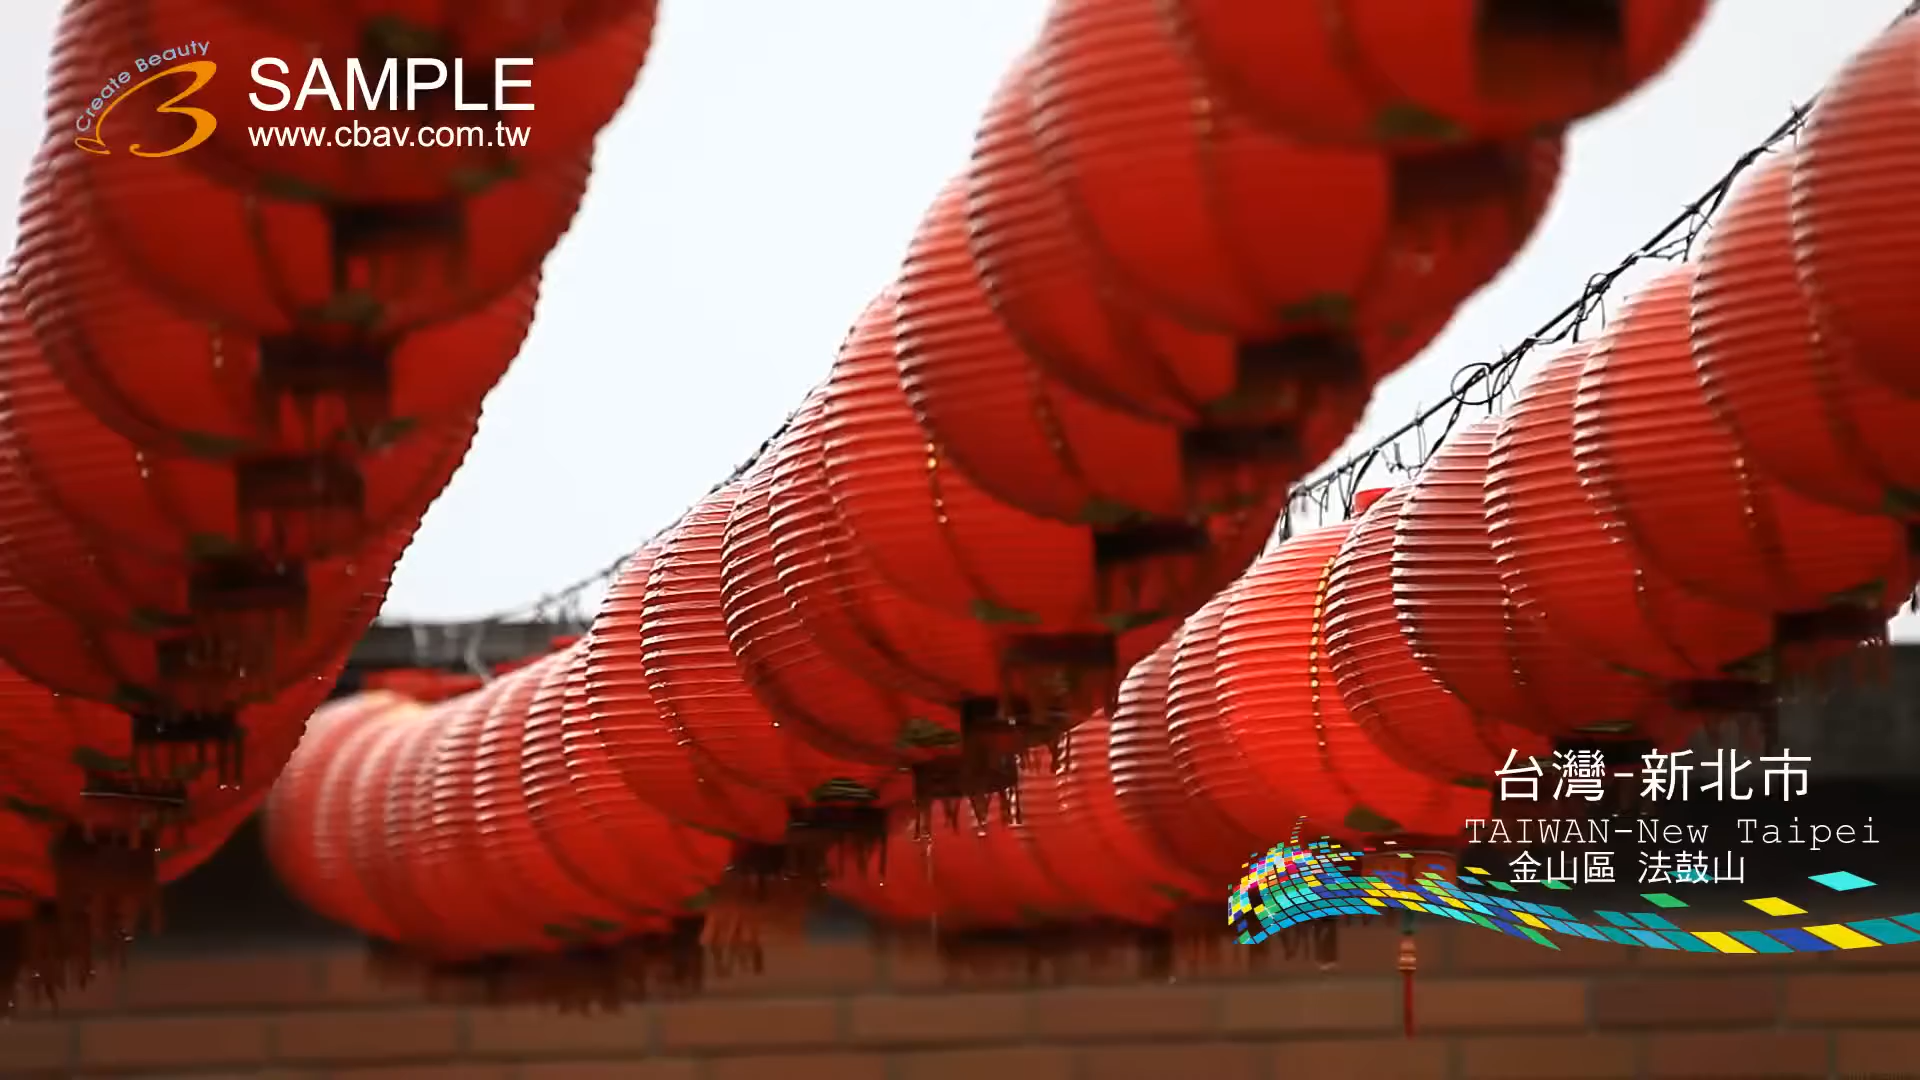 Create Beauty
SAMPLE
www.cbav.com.tw
台灣-新北市
TAIWAN-New Taipei
金山區 法鼓山